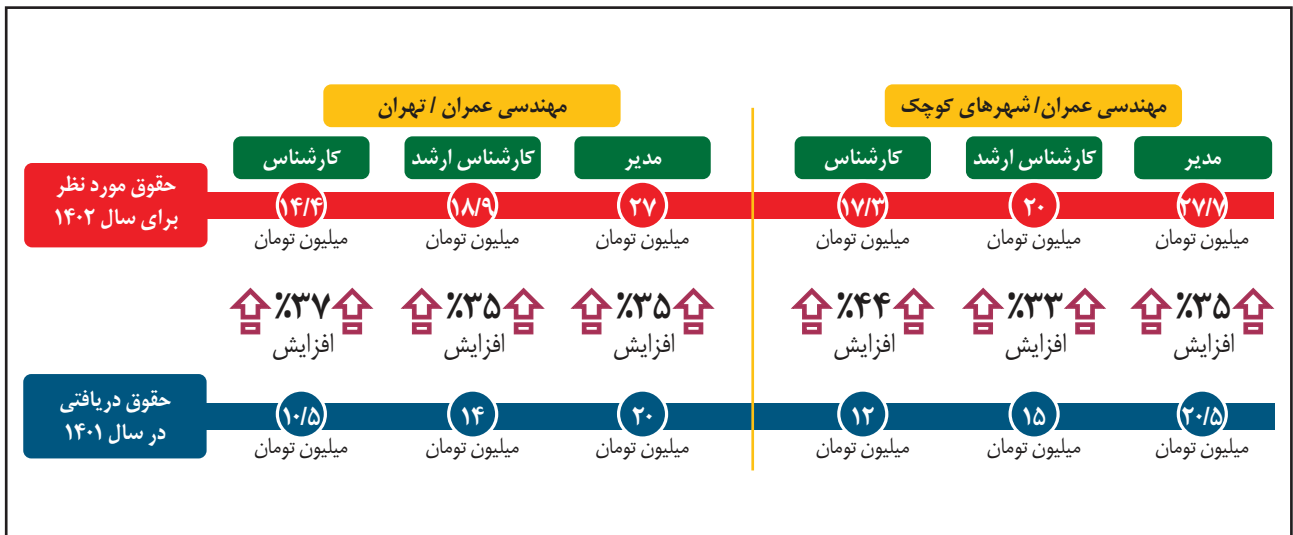 مهندسی عمران/ شهرهای کوچک
مهندسی عمران / تهران
مدیر
کارشناس ارشد
کارشناس
مدیر
کارشناس ارشد
کارشناس
حقوق مورد نظر
برای سال ۱۴۰۲
۲۷/۷
۲۰
۱۷/۳
۲۷
۱۸/۹
۱۴/۴
میلیون تومان
میلیون تومان
میلیون تومان
میلیون تومان
میلیون تومان
میلیون تومان
٪۳۵
٪۳۳
٪۴۴
٪۳۵
٪۳۵
٪۳۷
افزایش
افزایش
افزایش
افزایش
افزایش
افزایش
حقوق دریافتی
در سال ۱۴۰۱
۲۰/۵
۱۵
۱۲
۲۰
۱۴
۱۰/۵
میلیون تومان
میلیون تومان
میلیون تومان
میلیون تومان
میلیون تومان
میلیون تومان